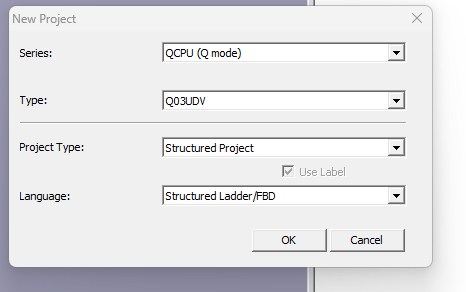 New Project
Series: QCPU (Q mode)
Type: Q03UDV
Project Type: Structured Project
Use Label
Language: Structured Ladder/FBD
OK Cancel